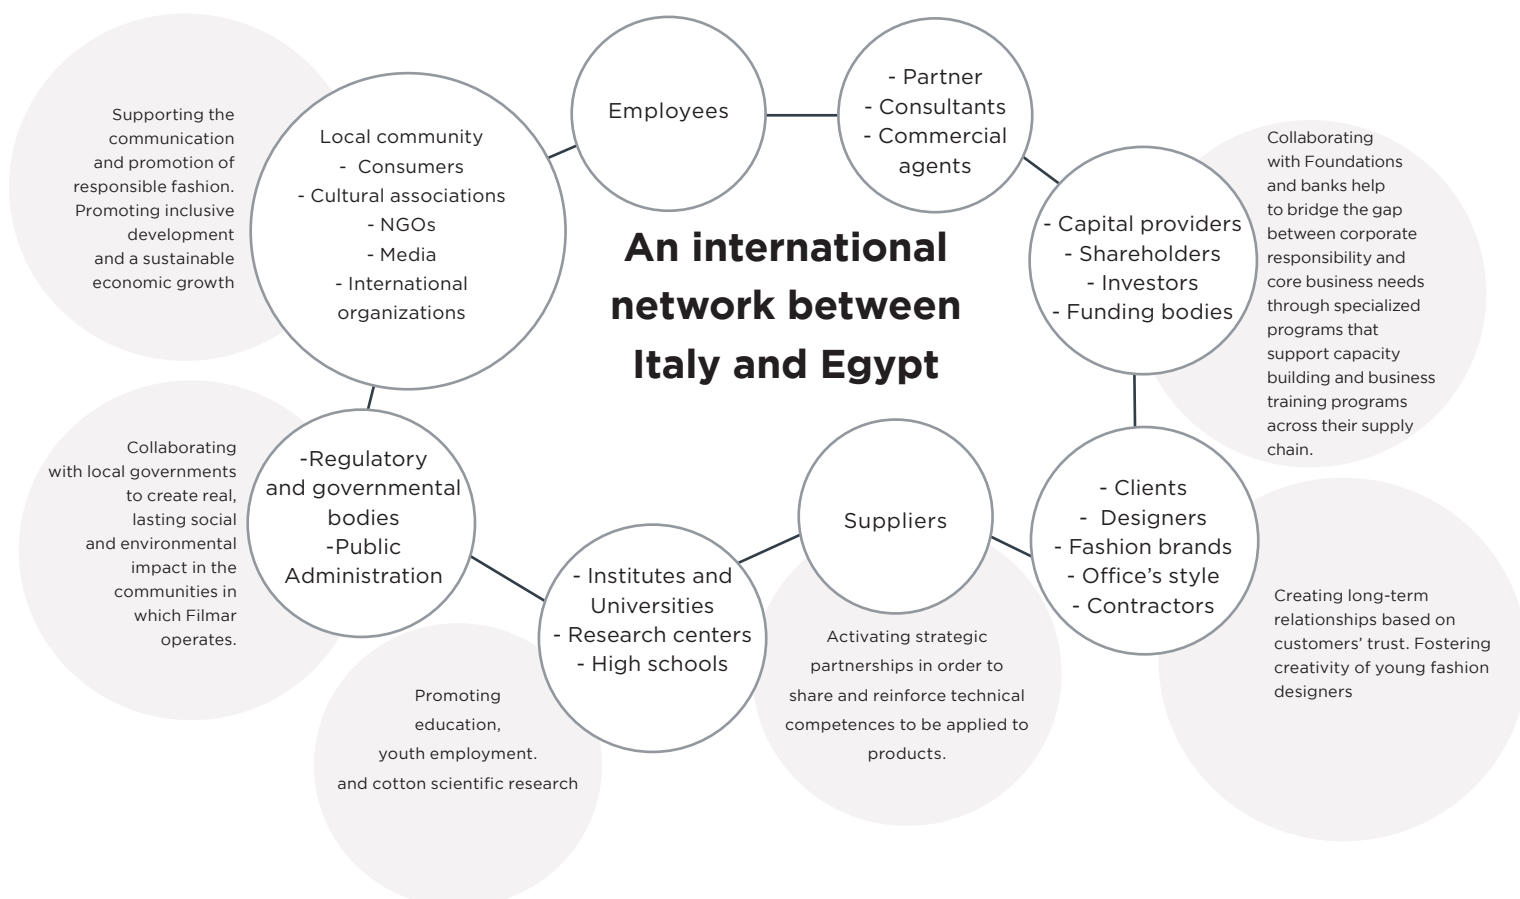 Supporting the
communication
and promotion of
responsible fashion.
Promoting inclusive
development
and a sustainable
economic growth
Local community
- Consumers
- Cultural associations
- NGOs
- Media
- International
organizations
Employees
- Partner
- Consultants
- Commercial
agents
- Capital providers
- Shareholders
- Investors
- Funding bodies
Collaborating
with Foundations
and banks help
to bridge the gap
between corporate
responsibility and
core business needs
through specialized
programs that
support capacity
building and business
training programs
across their supply
chain.
An international
network between
Italy and Egypt
Collaborating
with local governments
to create real,
lasting social
and environmental
impact in the
communities in
which Filmar
operates.
-Regulatory
and governmental
bodies
-Public
Administration
- Institutes and
Universities
- Research centers
- High schools
Promoting
education,
youth employment.
and cotton scientific research
Suppliers
Activating strategic
partnerships in order to
share and reinforce technical
competences to be applied to
products.
- Clients
- Designers
- Fashion brands
- Office’s style
- Contractors
Creating long-term
relationships based on
customers’ trust. Fostering
creativity of young fashion
designers